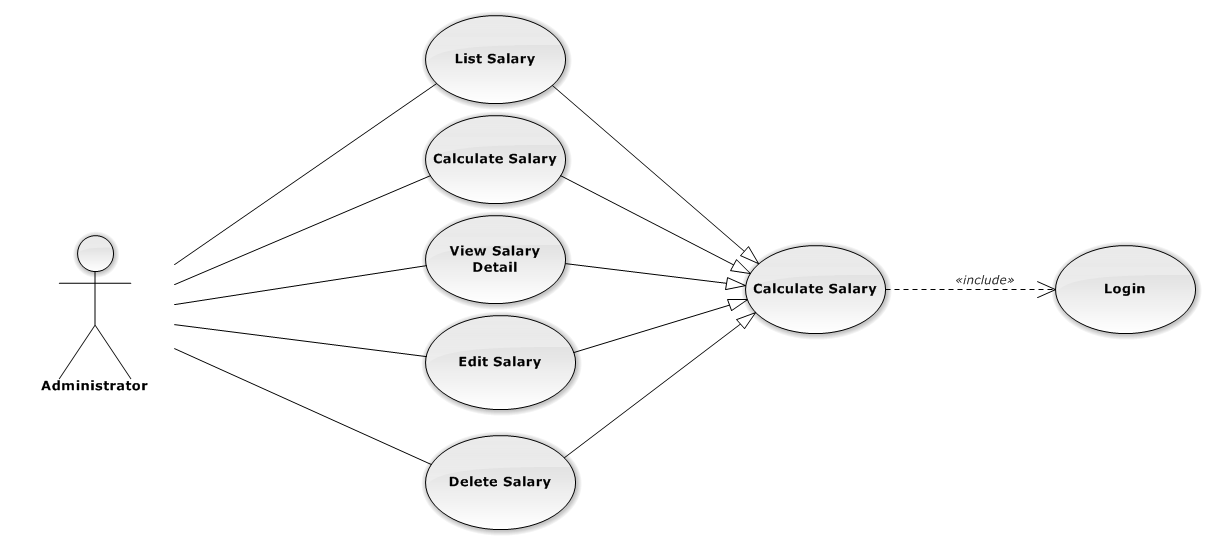 List Salary
Calculate Salary
View Salary
Detail
Edit Salary
Delete Salary
Administrator
Calculate Salary
«include»
Login